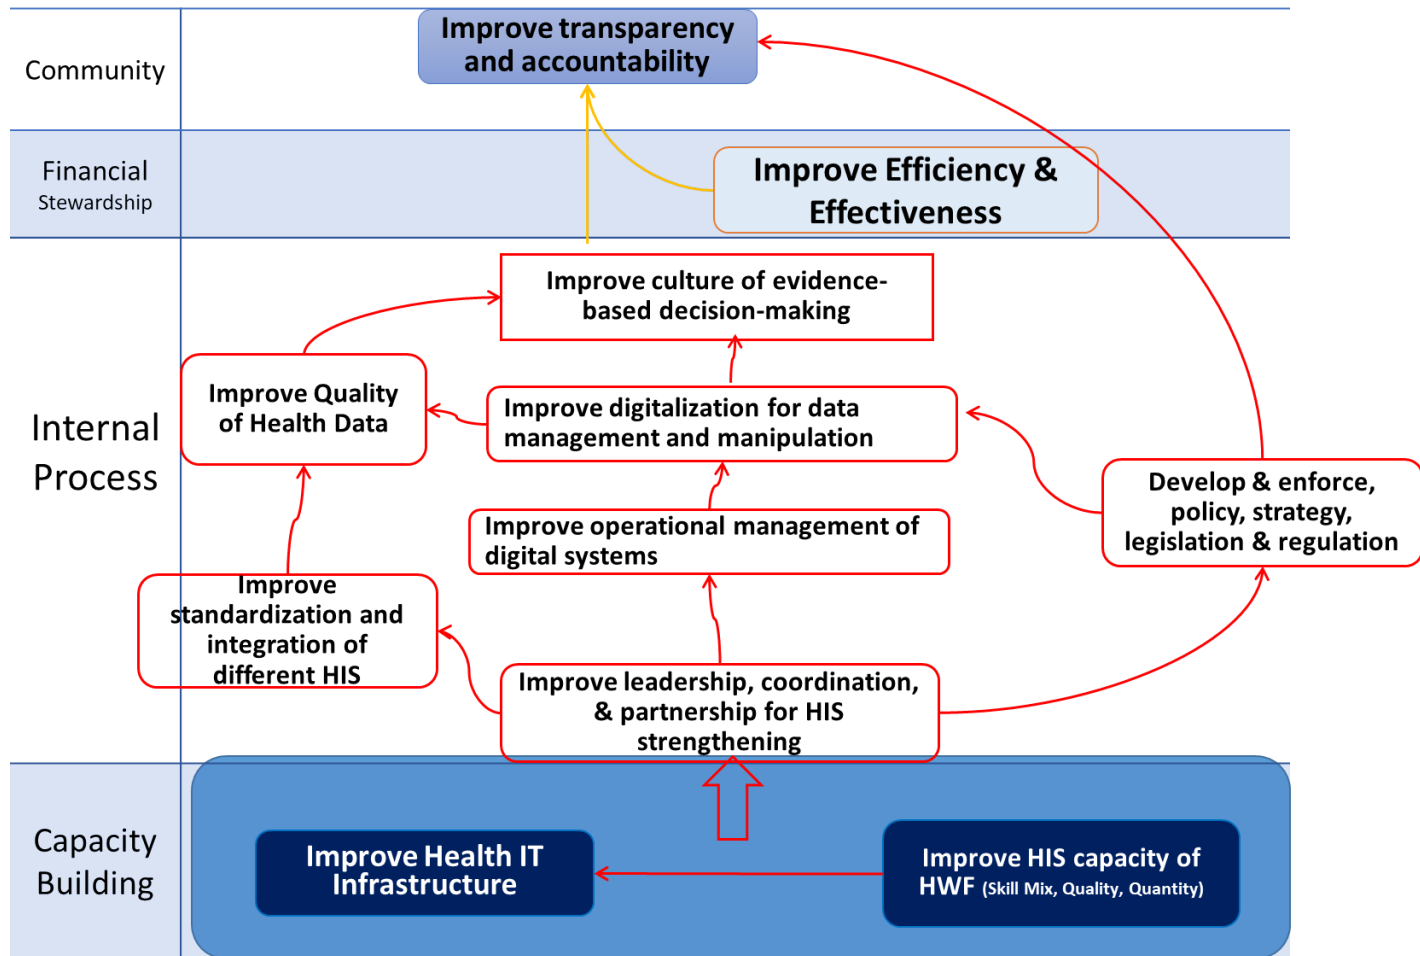 Community
Improve transparency
and accountability
Financial
Stewardship
Improve Efficiency &
Effectiveness
Internal
Process
Improve culture of evidence-
based decision-making
Improve Quality
of Health Data
Improve digitalization for data
management and manipulation
Develop & enforce,
policy, strategy,
legislation & regulation
Improve operational management of
digital systems
Improve
standardization and
integration of
different HIS
Improve leadership, coordination,
& partnership for HIS
strengthening
Capacity
Building
Improve Health IT
Infrastructure
Improve HIS capacity of
HWF (Skill Mix, Quality, Quantity)